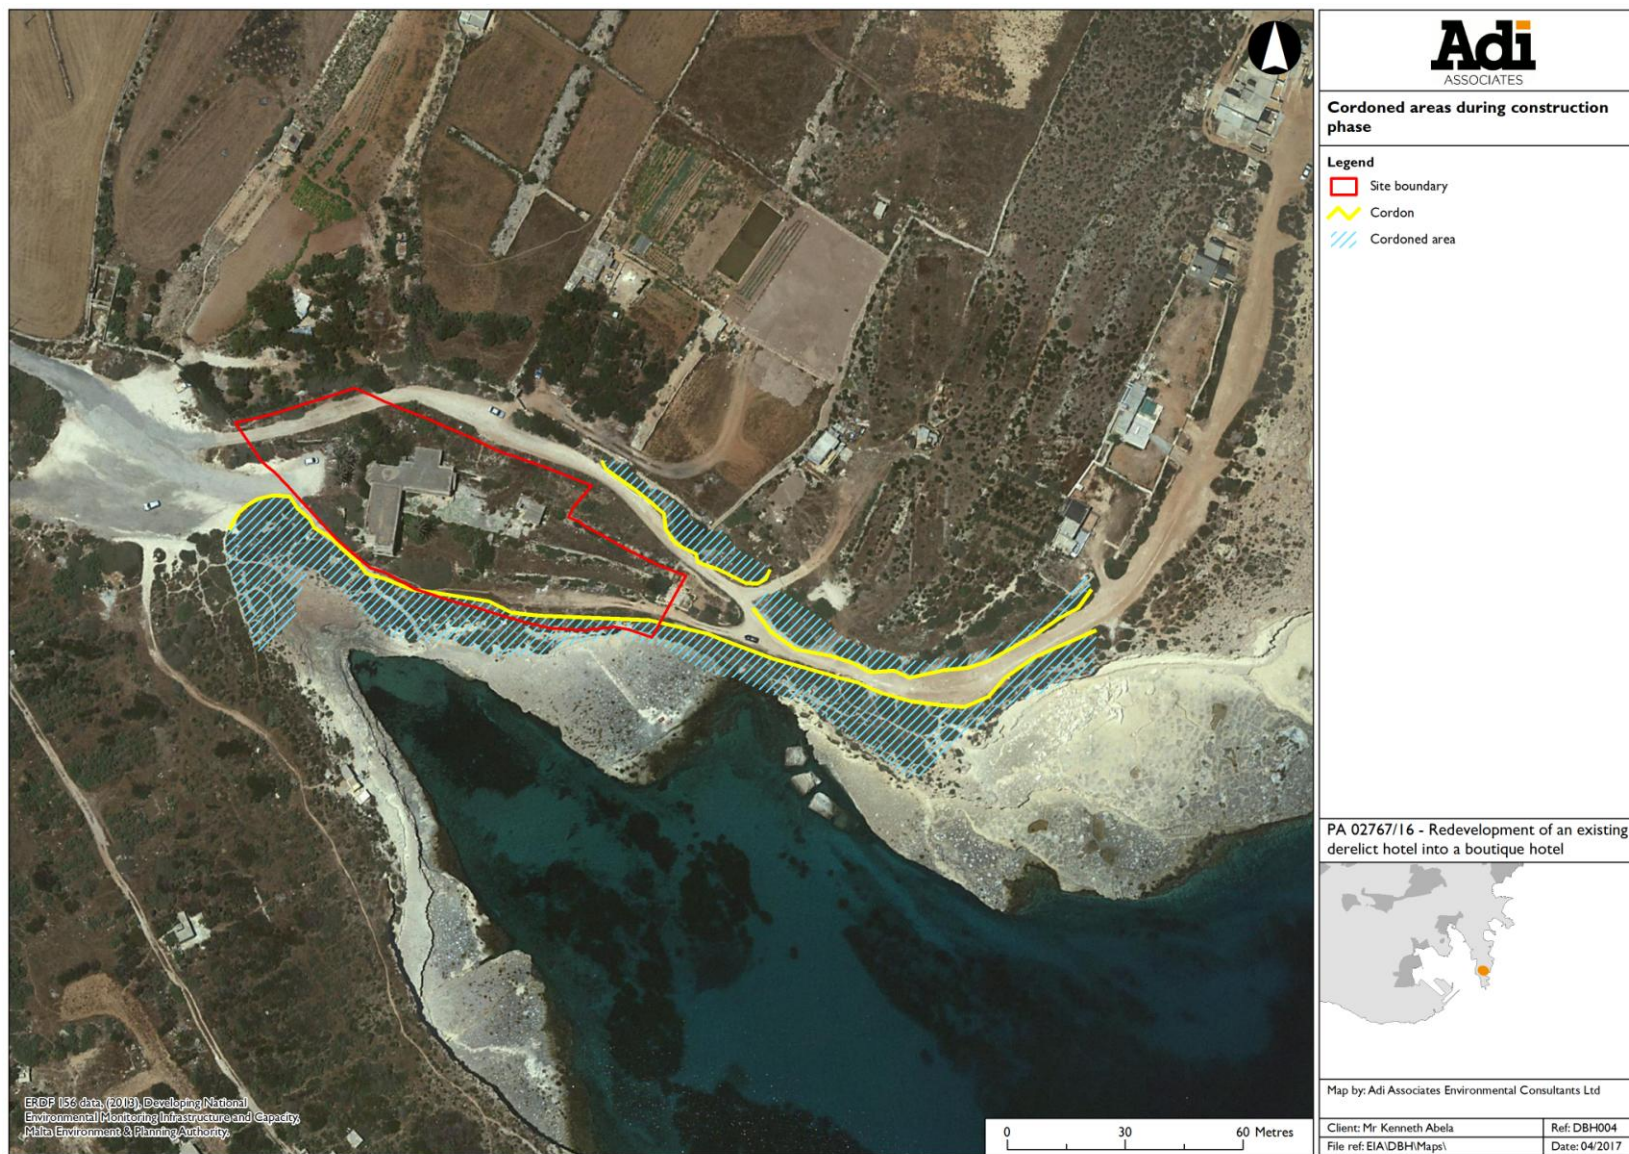 Adi
ASSOCIATES
Cordoned areas during construction
phase
Legend
Site boundary
Cordon
Cordoned area
PA 02767/16 - Redevelopment of an existing
derelict hotel into a boutique hotel
Map by: Adi Associates Environmental Consultants Ltd
Client: Mr Kenneth Abela
Ref: DBH004
File ref: EIA\DBH\Maps\
Date: 04/2017
ERDF 156 data, (2013), Developing National
Environmental Monitoring Infrastructure and Capacity,
Malta Environment & Planning Authority.
0 30 60 Metres